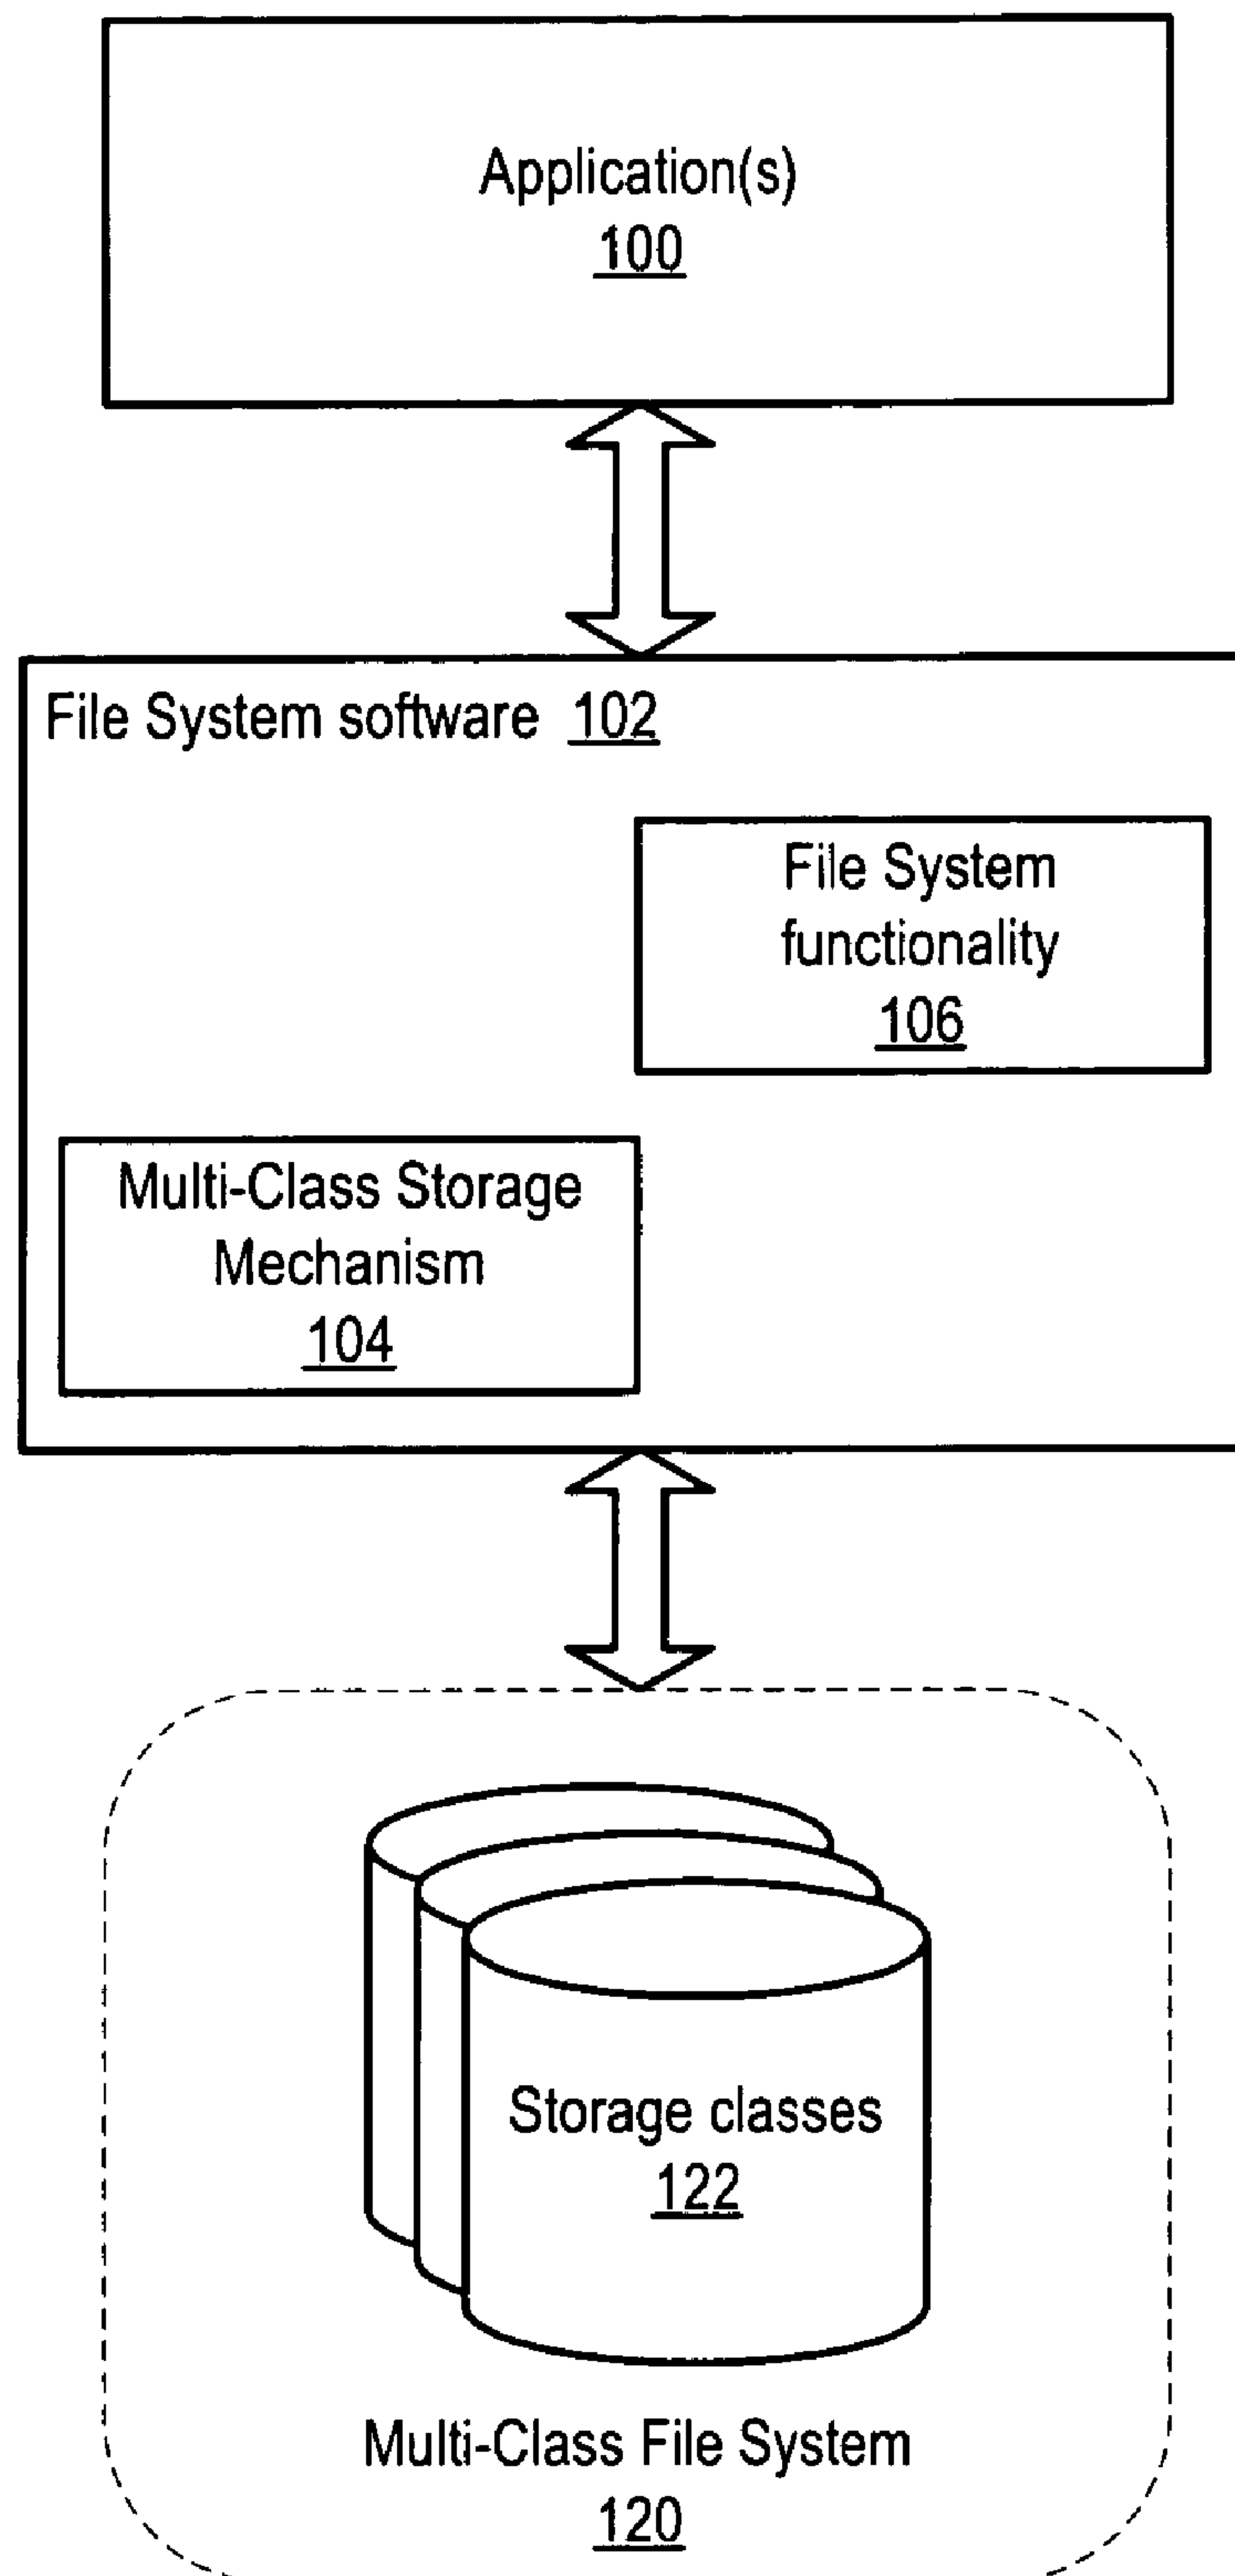 Application(s)
100
File System software 102
File System
functionality
106
Multi-Class Storage
Mechanism
104
Storage classes
122
Multi-Class File System
120